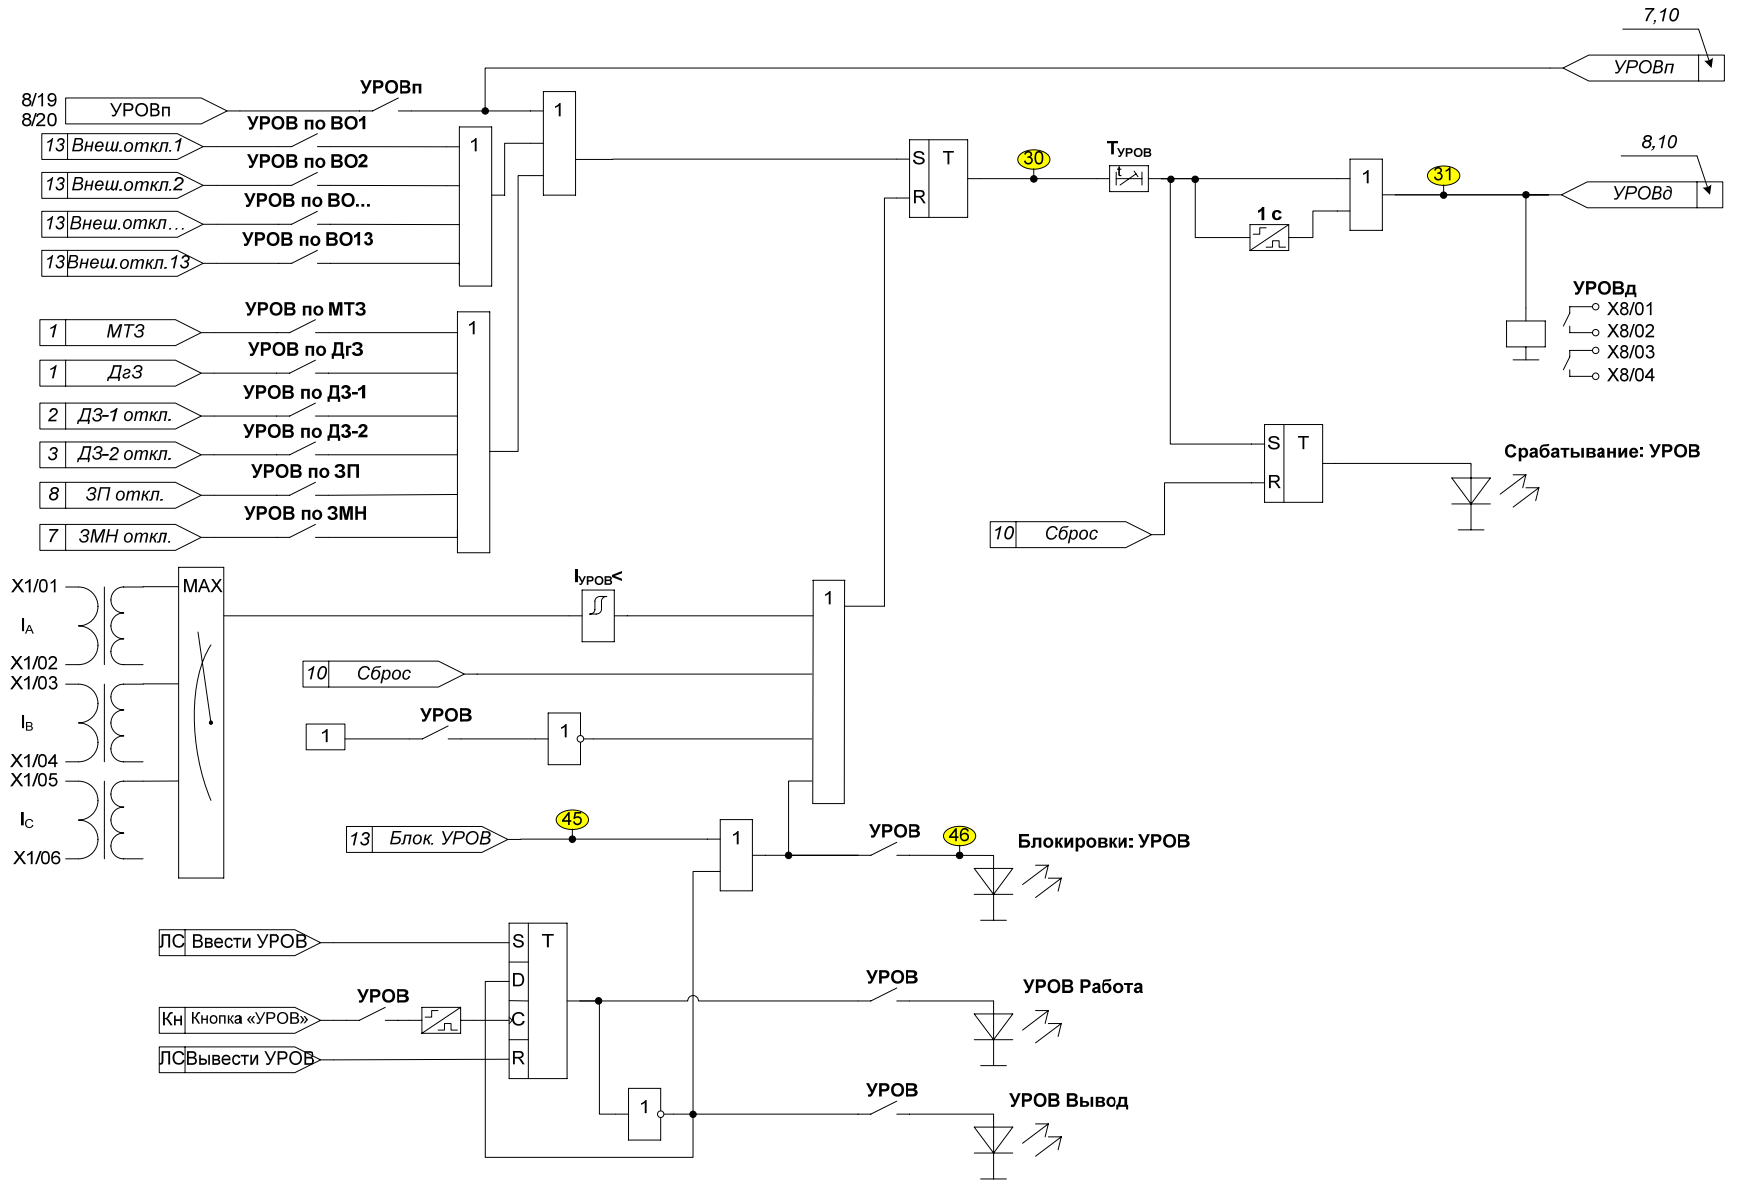 7,10
УРОВп
8/19
8/20
УРОВп
УРОВп
1
УРОВ по ВО1
13 Внеш.откл.1
1
УРОВ по ВО2
13 Внеш.откл.2
УРОВ по ВО...
13 Внеш.откл...
УРОВ по ВО13
13 Внеш.откл.13
S T
R
30
TУРОВ
t
1
1 с
31
8,10
УРОВд
УРОВд
X8/01
X8/02
X8/03
X8/04
УРОВ по МТЗ
1 МТЗ
1
УРОВ по ДгЗ
1 ДгЗ
УРОВ по ДЗ-1
2 ДЗ-1 откл.
УРОВ по ДЗ-2
3 ДЗ-2 откл.
УРОВ по ЗП
8 ЗП откл.
УРОВ по ЗМН
7 ЗМН откл.
S T
R
Срабатывание: УРОВ
10 Сброс
X1/01
IA
X1/02
X1/03
IB
X1/04
X1/05
IC
X1/06
MAX
IУРОВ<
1
10 Сброс
1
УРОВ
1
13 Блок. УРОВ
45
1
УРОВ
46
Блокировки: УРОВ
ЛС Ввести УРОВ
S T
D
C
R
УРОВ
Кн Кнопка «УРОВ»
ЛС Вывести УРОВ
УРОВ
УРОВ Работа
1
УРОВ
УРОВ Вывод